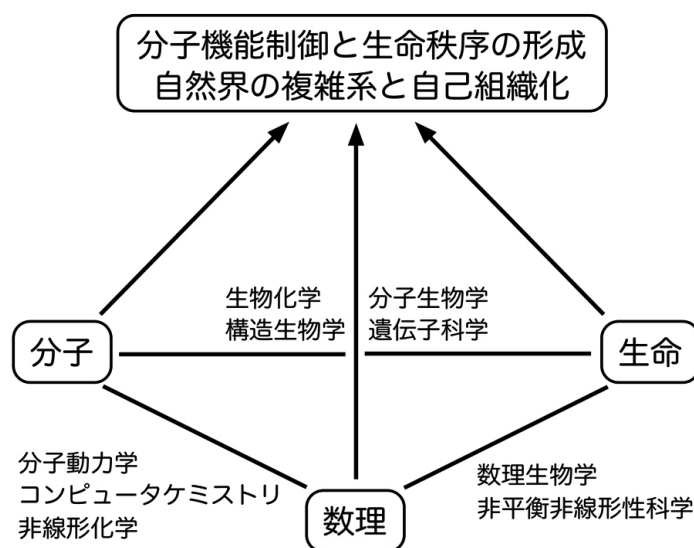 分子機能制御と生命秩序の形成
自然界の複雑系と自己組織化
生物化学
構造生物学
分子生物学
遺伝子科学
分子
生命
分子動力学
コンピュータケミストリ
非線形化学
数理
数理生物学
非平衡非線形性科学